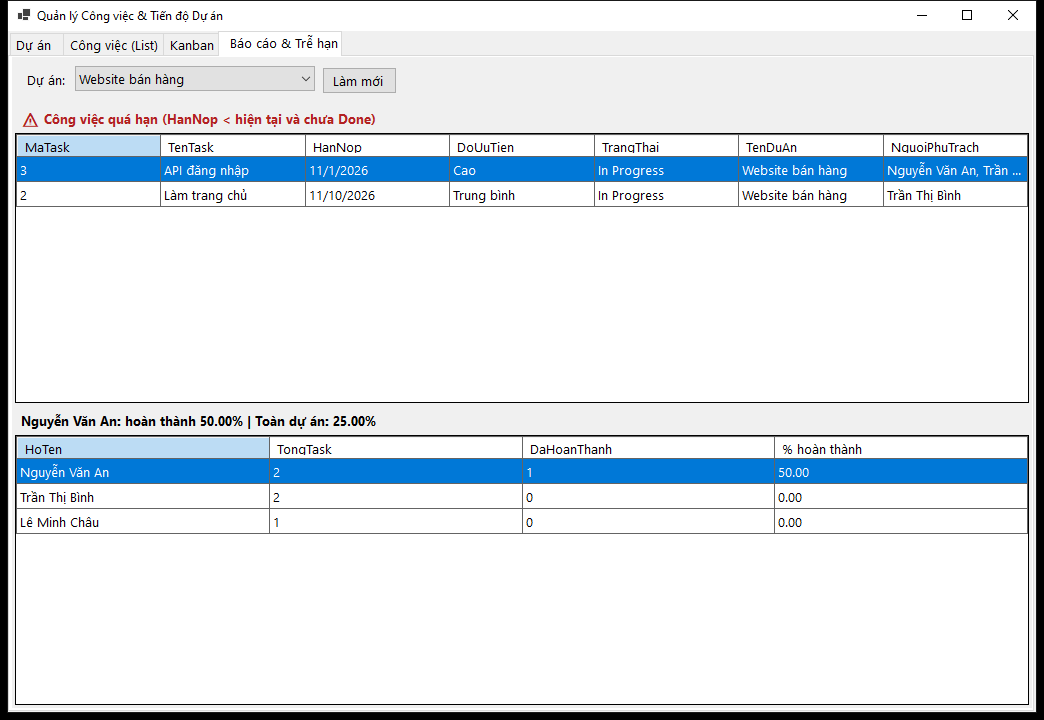 Quản lý Công việc & Tiến độ Dự án
Dự án Công việc (List) Kanban Báo cáo & Trễ hạn
Dự án: Website bán hàng Làm mới
⚠ Công việc quá hạn (HanNop < hiện tại và chưa Done)
MaTask TenTask HanNop DoUuTien TrangThai TenDuAn NguoiPhuTrach
3 API đăng nhập 11/1/2026 Cao In Progress Website bán hàng Nguyễn Văn An, Trần ...
2 Làm trang chủ 11/10/2026 Trung bình In Progress Website bán hàng Trần Thị Bình
Nguyễn Văn An: hoàn thành 50.00% | Toàn dự án: 25.00%
HoTen TongTask DaHoanThanh % hoàn thành
Nguyễn Văn An 2 1 50.00
Trần Thị Bình 2 0 0.00
Lê Minh Châu 1 0 0.00